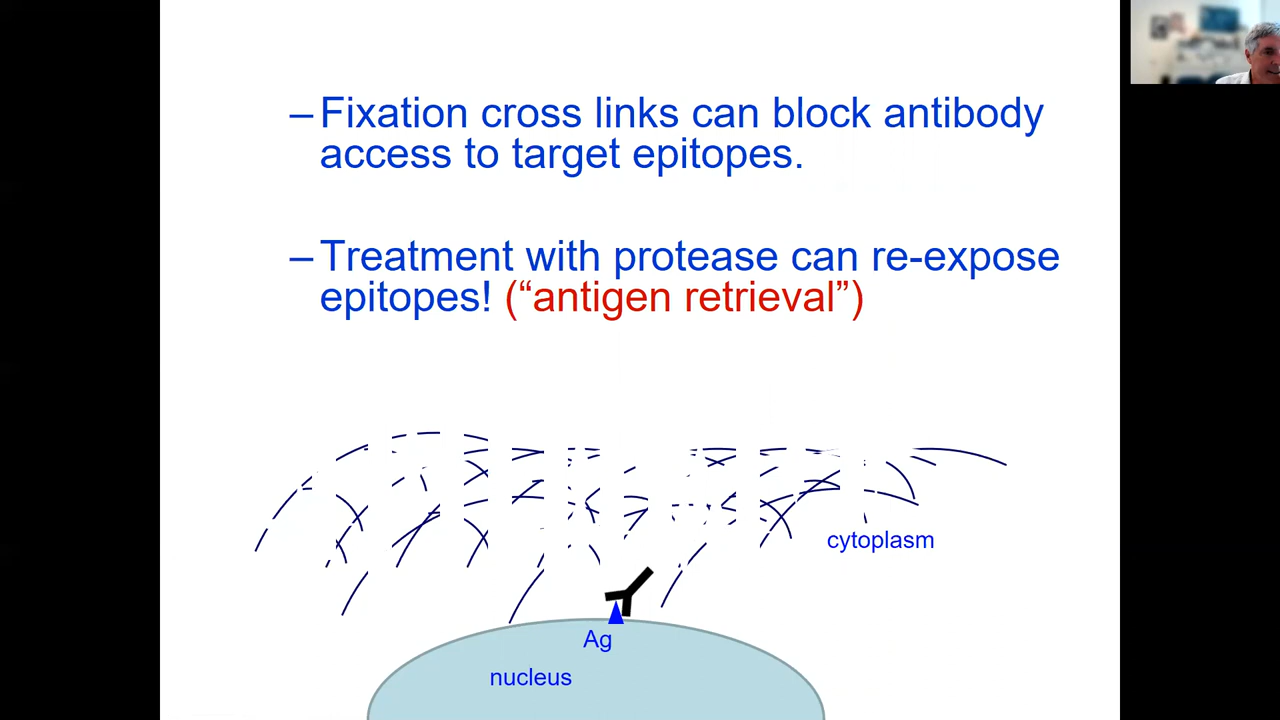 –Fixation cross links can block antibody
access to target epitopes.
–Treatment with protease can re-expose
epitopes! (“antigen retrieval”)
cytoplasm
Ag
nucleus